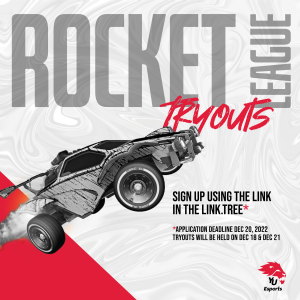 ROCKET
LEAGUE
TRYOUTS
SIGN UP USING THE LINK
IN THE LINK.TREE*
*APPLICATION DEADLINE DEC 20, 2022
TRYOUTS WILL BE HELD ON DEC 18 & DEC 21
YU
Esports